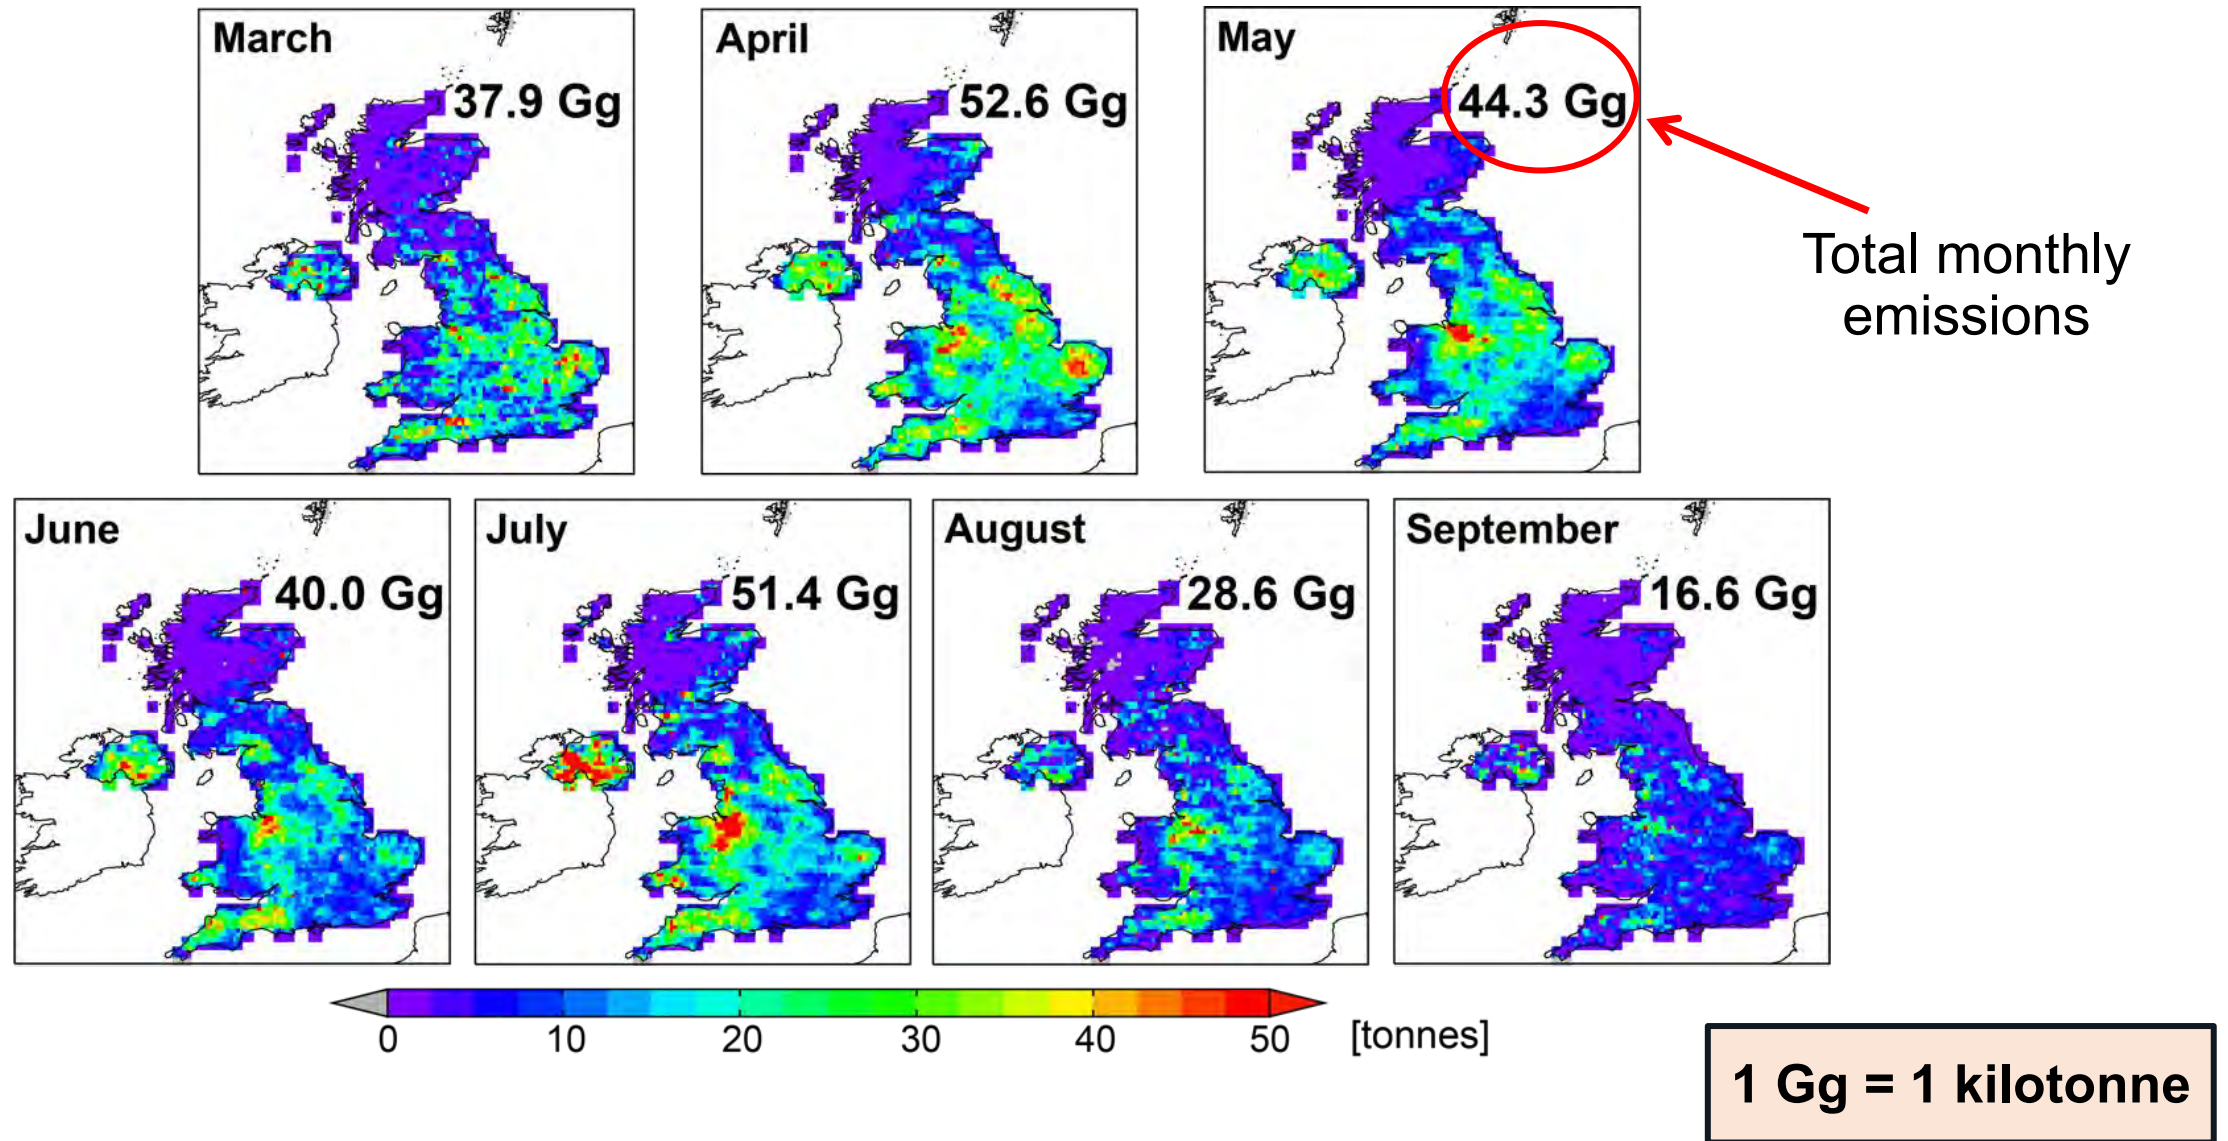 March
37.9 Gg
April
52.6 Gg
May
44.3 Gg
Total monthly
emissions
June
40.0 Gg
July
51.4 Gg
August
28.6 Gg
September
16.6 Gg
0 10 20 30 40 50 [tonnes]
1 Gg = 1 kilotonne